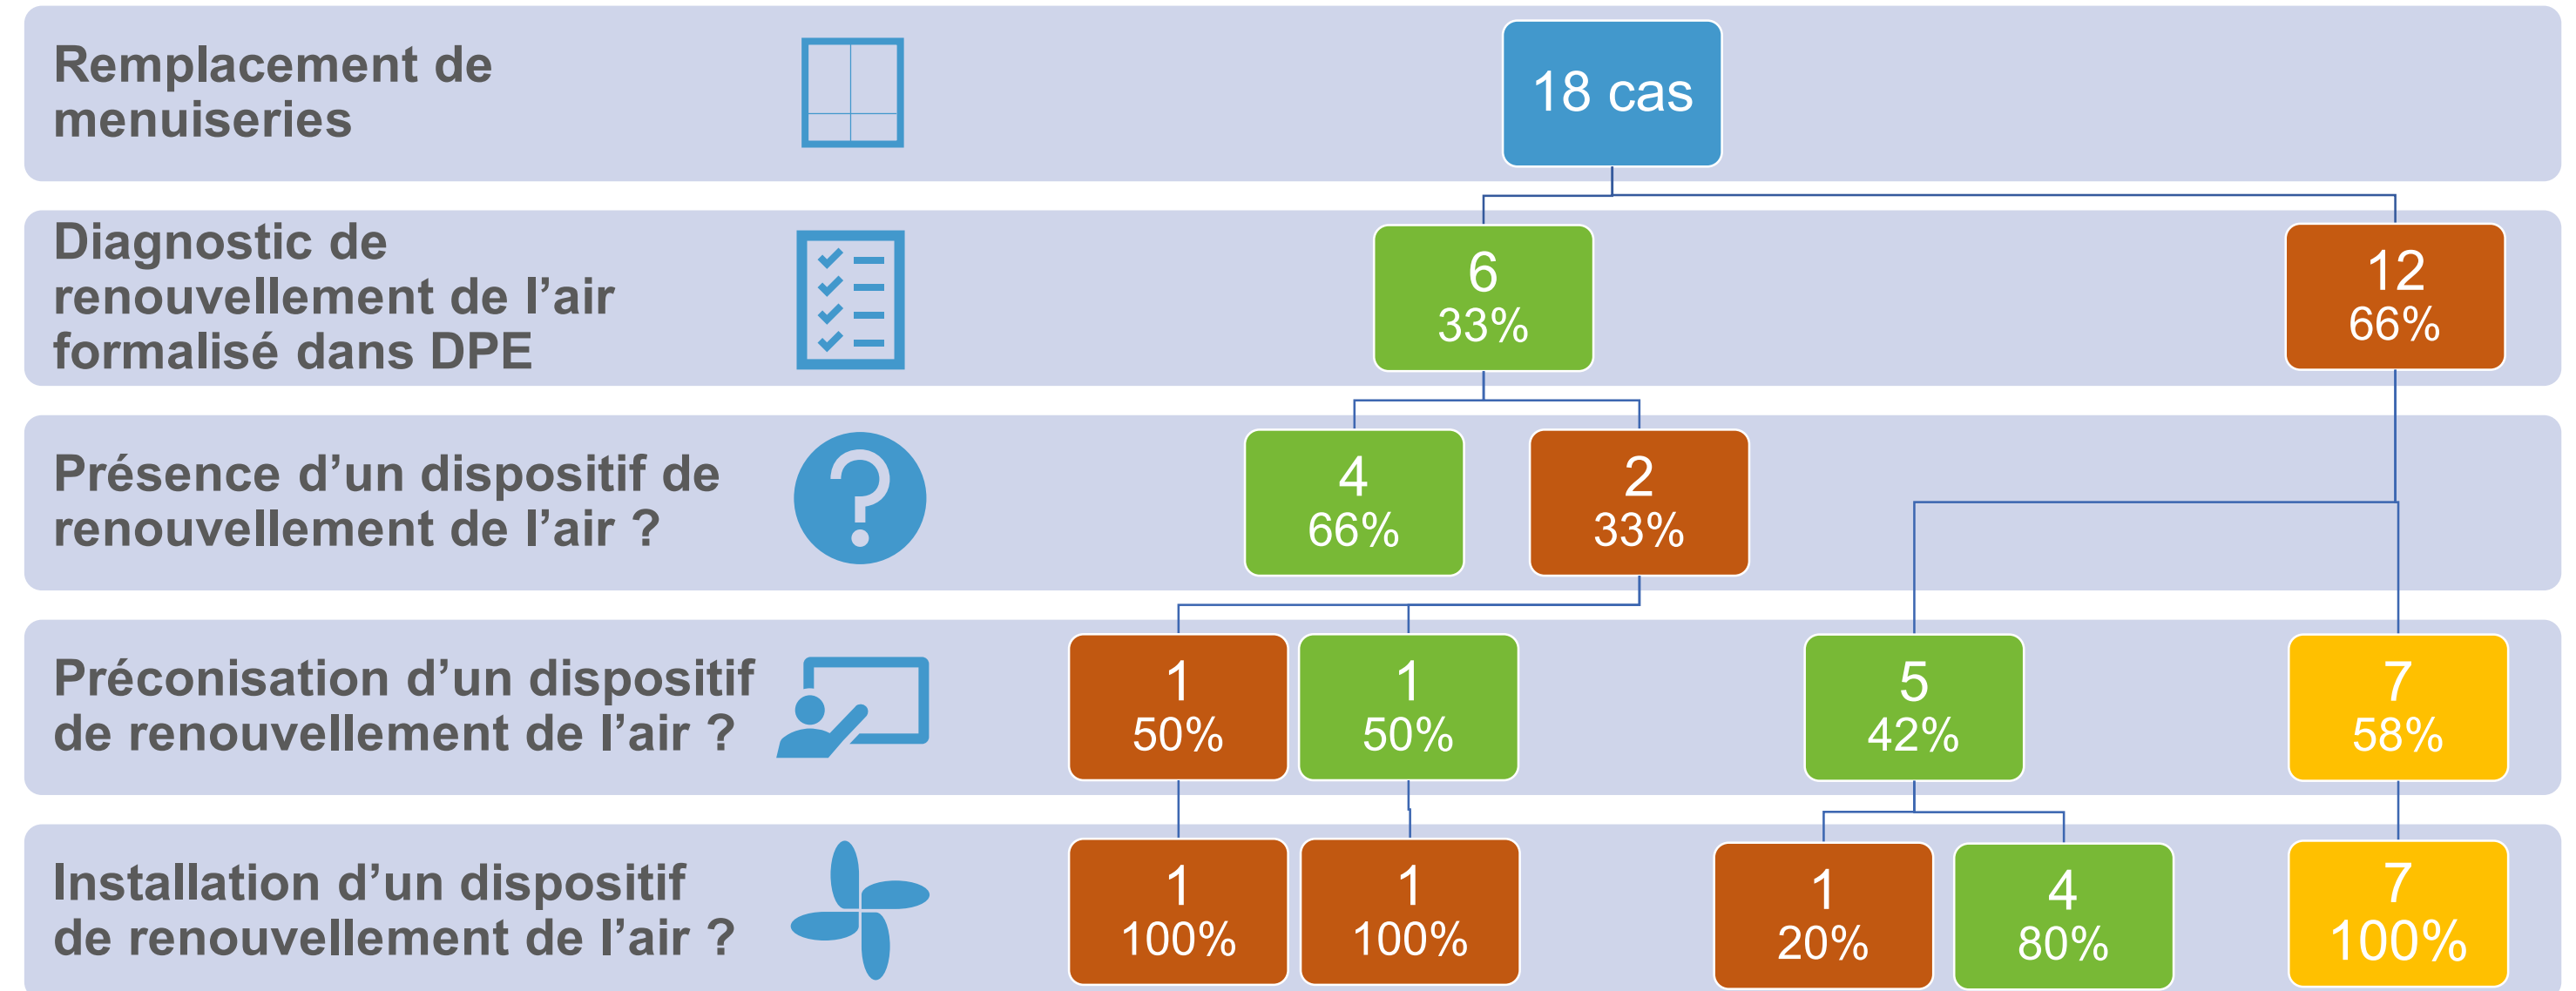 Remplacement de
menuiseries
18 cas
Diagnostic de
renouvellement de l’air
formalisé dans DPE
6
33%
12
66%
Présence d’un dispositif de
renouvellement de l’air ?
4
66%
2
33%
Préconisation d’un dispositif
de renouvellement de l’air ?
1
50%
1
50%
5
42%
7
58%
Installation d’un dispositif
de renouvellement de l’air ?
1
100%
1
100%
1
20%
4
80%
7
100%